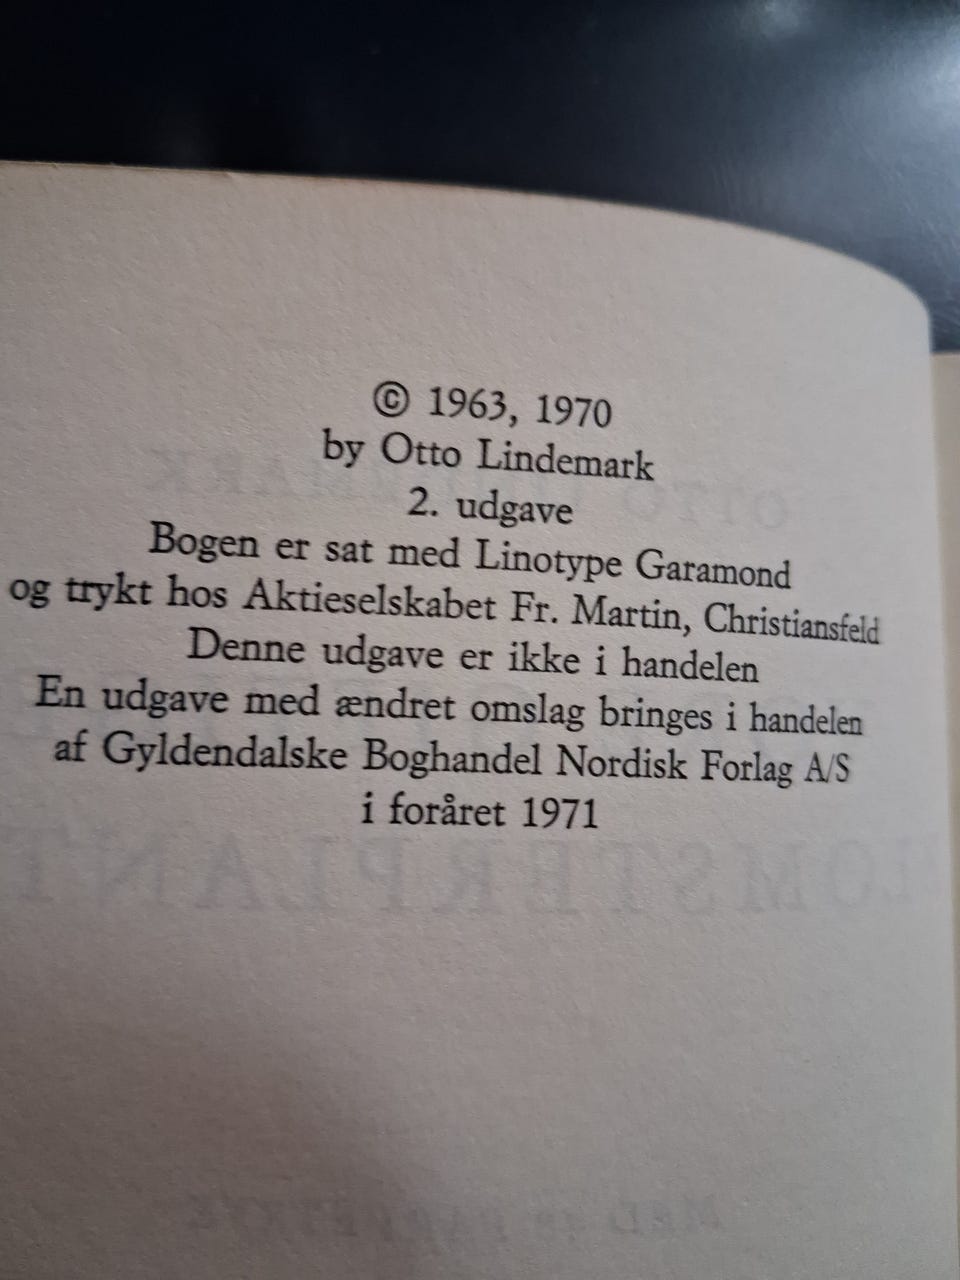 © 1963, 1970
by Otto Lindemark
2. udgave
Bogen er sat med Linotype Garamond
og trykt hos Aktieselskabet Fr. Martin, Christiansfeld
Denne udgave er ikke i handelen
En udgave med ændret omslag bringes i handelen
af Gyldendalske Boghandel Nordisk Forlag A/S
i foråret 1971